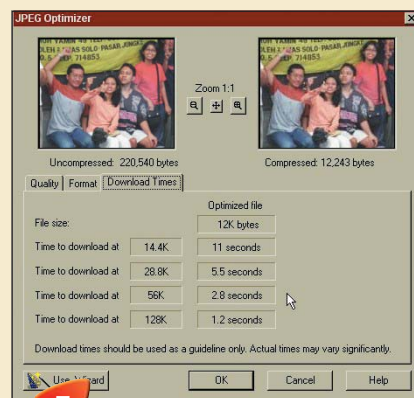 JPEG Optimizer
714853
Zoom 1:1
Uncompressed: 220,540 bytes
Compressed: 12,243 bytes
Quality Format Download Times
Optimized file
File size: 12K bytes
Time to download at 14.4K 11 seconds
Time to download at 28.8K 5.5 seconds
Time to download at 56K 2.8 seconds
Time to download at 128K 1.2 seconds
Download times should be used as a guideline only. Actual times may vary significantly.
Use OK Cancel Help